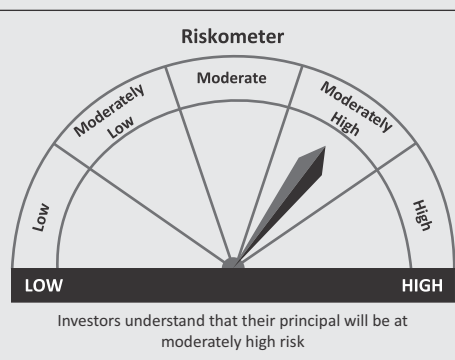 Riskometer
Low
Moderately
Low
Moderate
Moderately
High
High
LOW
HIGH
Investors understand that their principal will be at
moderately high risk